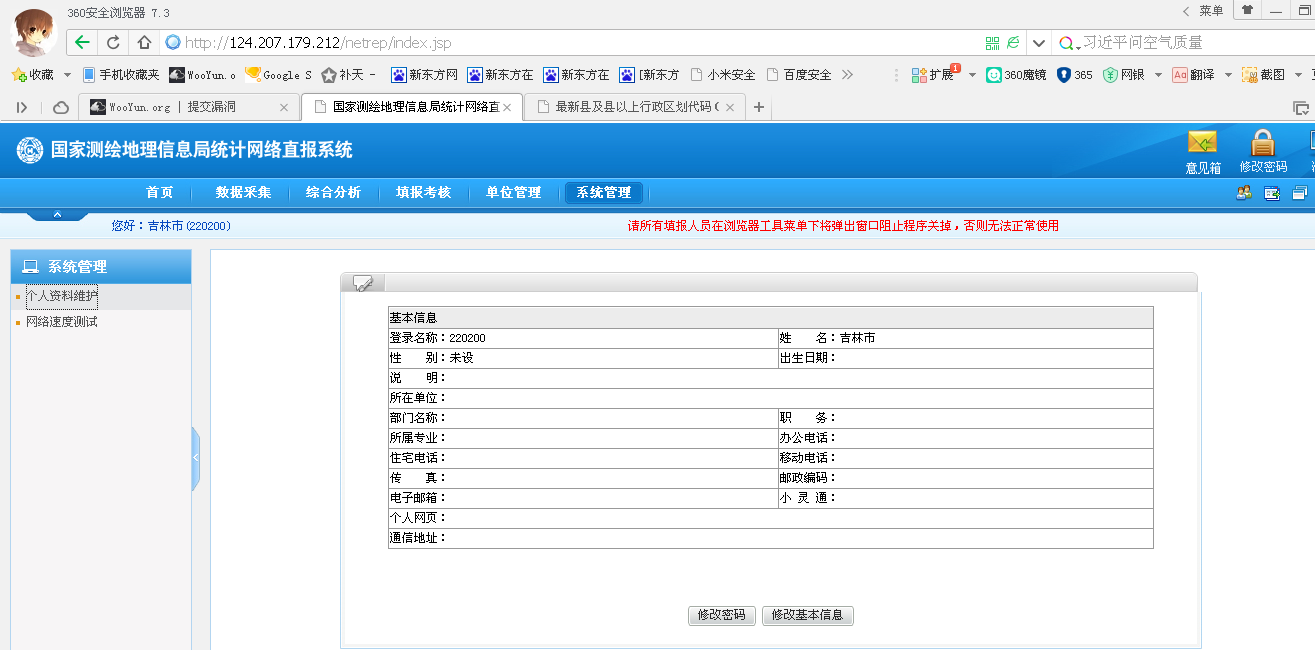 360安全浏览器 7.3
菜单
http://124.207.179.212/netrep/index.jsp
习近平问空气质量
收藏 手机收藏夹 WooYun.o Google S 补天 - 新东方网 新东方在 新东方在 [新东方 小米安全 百度安全 扩展 1 360魔镜 365 网银 Aa 翻译 截图
WooYun.org | 提交漏洞 国家测绘地理信息局统计网络直 最新县及县以上行政区划代码 (
国家测绘地理信息局统计网络直报系统
意见箱 修改密码
首页 数据采集 综合分析 填报考核 单位管理 系统管理
您好：吉林市(220200) 请所有填报人员在浏览器工具菜单下将弹出窗口阻止程序关掉，否则无法正常使用
系统管理
个人资料维护
网络速度测试
基本信息
登录名称：220200 姓 名：吉林市
性 别：未设 出生日期：
说 明：
所在单位：
部门名称： 职 务：
所属专业： 办公电话：
住宅电话： 移动电话：
传 真： 邮政编码：
电子邮箱： 小 灵 通：
个人网页：
通信地址：
修改密码 修改基本信息